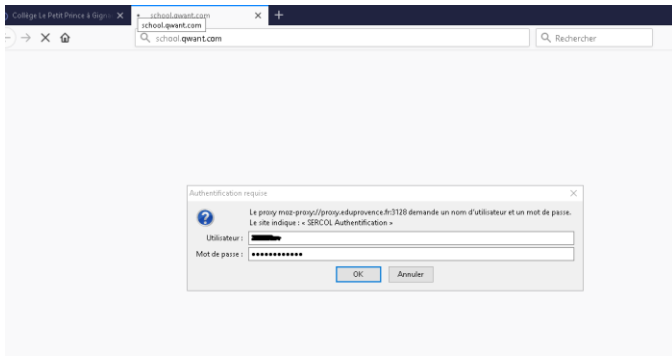 Collège Le Petit Prince à Gign
school.qwant.com
school.qwant.com
school.qwant.com
Rechercher
Authentification requise
Le proxy moz-proxy://proxy.eduprovence.fr:3128 demande un nom d'utilisateur et un mot de passe.
Le site indique : « SERCOL Authentification »
Utilisateur :
Mot de passe : ••••••••••••
OK Annuler